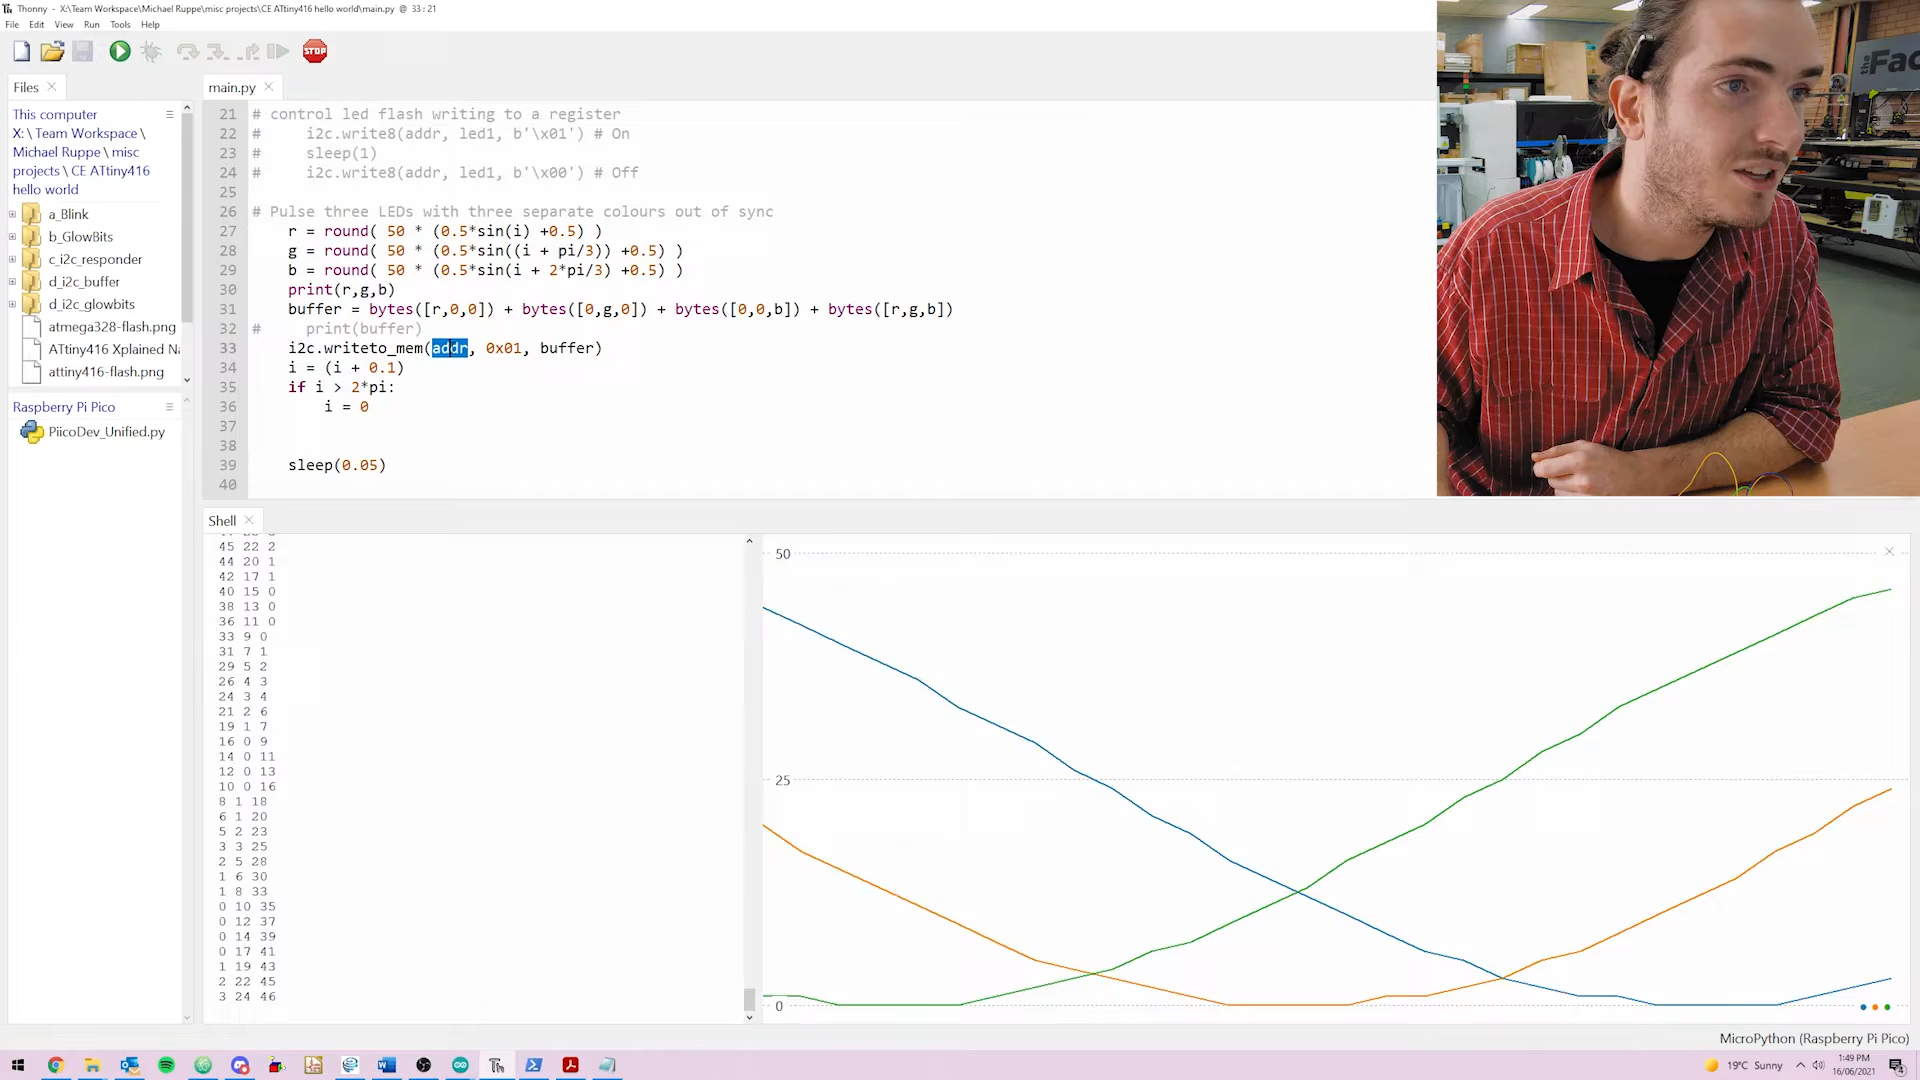 Thonny - X:\Team Workspace\Michael Ruppe\misc projects\CE ATtiny416 hello world\main.py @ 33 : 21
File Edit View Run Tools Help
STOP
Files
main.py
This computer
X: \ Team Workspace \
Michael Ruppe \ misc
projects \ CE ATtiny416
hello world
a_Blink
b_GlowBits
c_i2c_responder
d_i2c_buffer
d_i2c_glowbits
atmega328-flash.png
ATtiny416 Xplained Na
attiny416-flash.png
Raspberry Pi Pico
PiicoDev_Unified.py
21 # control led flash writing to a register
22 # i2c.write8(addr, led1, b'\x01') # On
23 # sleep(1)
24 # i2c.write8(addr, led1, b'\x00') # Off
25
26 # Pulse three LEDs with three separate colours out of sync
27 r = round( 50 * (0.5*sin(i) +0.5) )
28 g = round( 50 * (0.5*sin((i + pi/3)) +0.5) )
29 b = round( 50 * (0.5*sin(i + 2*pi/3) +0.5) )
30 print(r,g,b)
31 buffer = bytes([r,0,0]) + bytes([0,g,0]) + bytes([0,0,b]) + bytes([r,g,b])
32 # print(buffer)
33 i2c.writeto_mem(addr, 0x01, buffer)
34 i = (i + 0.1)
35 if i > 2*pi:
36 i = 0
37
38
39 sleep(0.05)
40
the Fac
Shell
45 22 2
44 20 1
42 17 1
40 15 0
38 13 0
36 11 0
33 9 0
31 7 1
29 5 2
26 4 3
24 3 4
21 2 6
19 1 7
16 0 9
14 0 11
12 0 13
10 0 16
8 1 18
6 1 20
5 2 23
3 3 25
2 5 28
1 6 30
1 8 33
0 10 35
0 12 37
0 14 39
0 17 41
1 19 43
2 22 45
3 24 46
50
25
0
MicroPython (Raspberry Pi Pico)
19°C Sunny
1:49 PM
16/06/2021